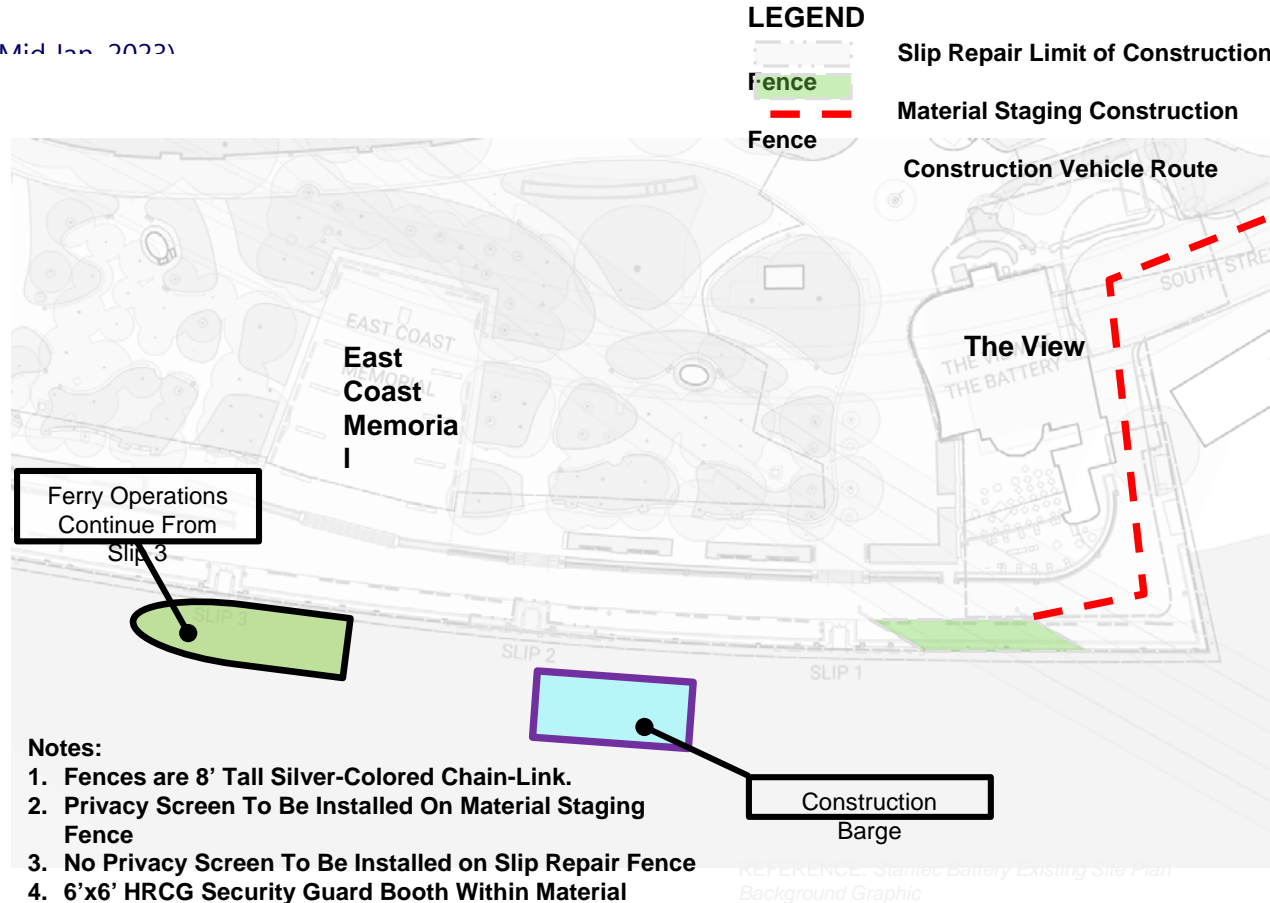 LEGEND
Mid Jan, 2023)
Slip Repair Limit of Construction
Fence
Material Staging Construction
Fence
Construction Vehicle Route
SOUTH STRE
EAST COAST
MEMORIAL
East
Coast
Memoria
l
The View
THE VIEW
THE BATTERY
Ferry Operations
Continue From
Slip 3
SLIP 3
SLIP 2
SLIP 1
Notes:
1. Fences are 8’ Tall Silver-Colored Chain-Link.
2. Privacy Screen To Be Installed On Material Staging
Fence
3. No Privacy Screen To Be Installed on Slip Repair Fence
4. 6’x6’ HRCG Security Guard Booth Within Material
Construction
Barge
REFERENCE: Stantec Battery Existing Site Plan
Background Graphic